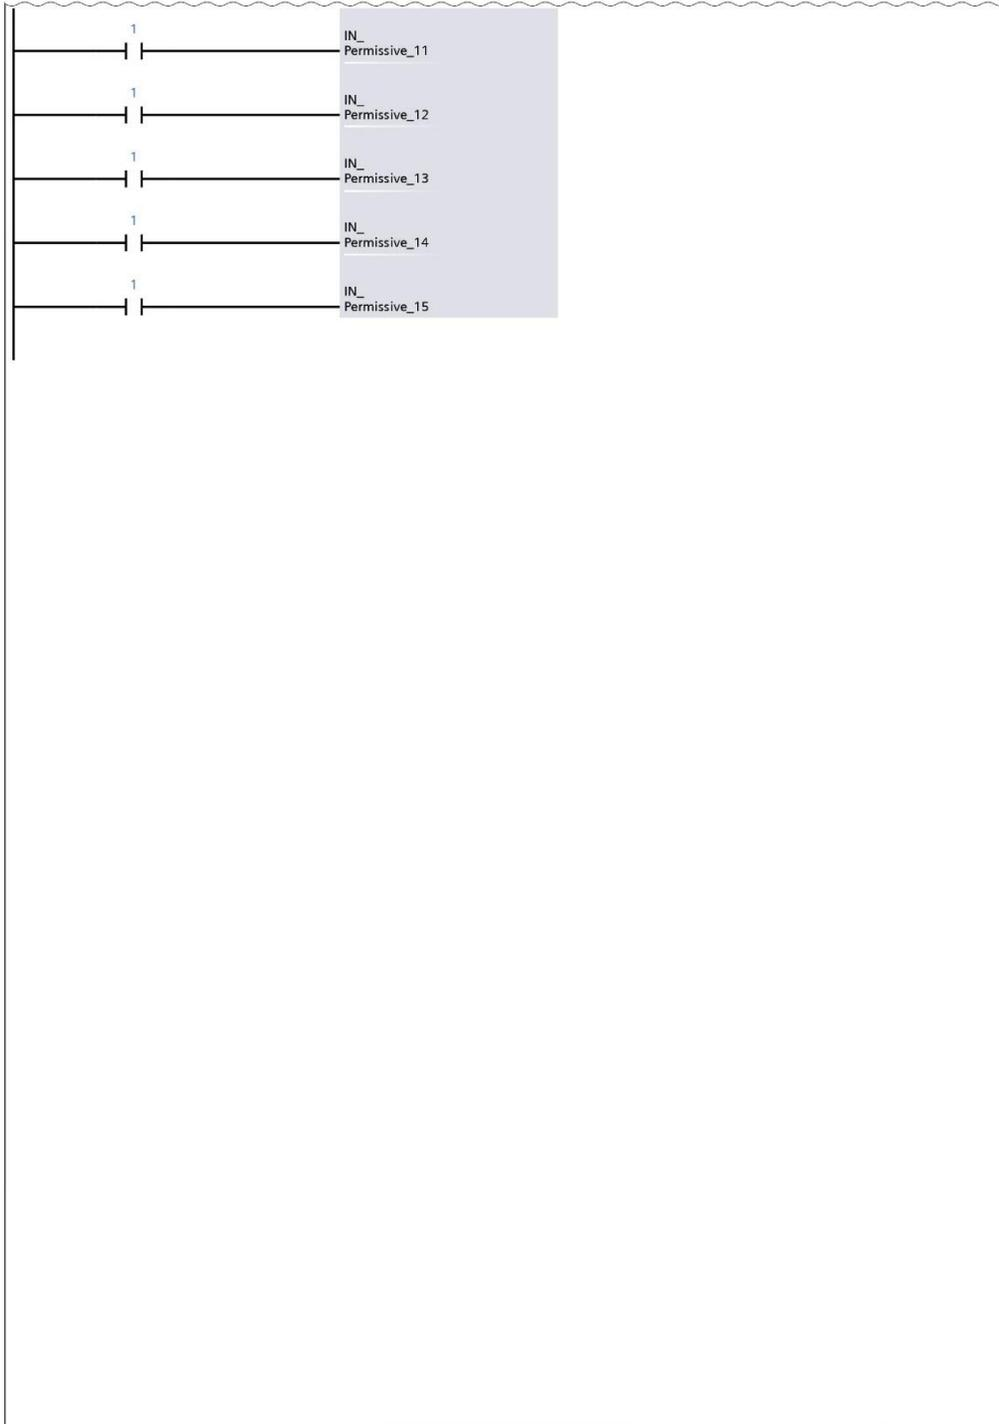 1
IN_
Permissive_11
1
IN_
Permissive_12
1
IN_
Permissive_13
1
IN_
Permissive_14
1
IN_
Permissive_15